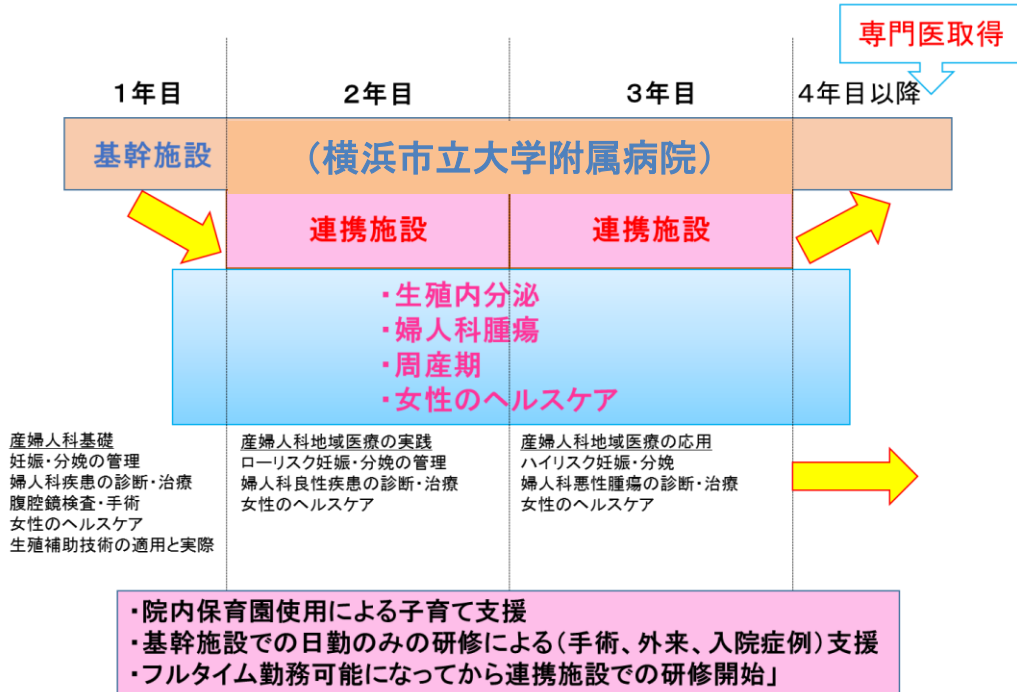 専門医取得
1年目
2年目
3年目
4年目以降
基幹施設
（横浜市立大学附属病院）
連携施設
連携施設
・生殖内分泌
・婦人科腫瘍
・周産期
・女性のヘルスケア
産婦人科基礎
妊娠・分娩の管理
婦人科疾患の診断・治療
腹腔鏡検査・手術
女性のヘルスケア
生殖補助技術の適用と実際
産婦人科地域医療の実践
ローリスク妊娠・分娩の管理
婦人科良性疾患の診断・治療
女性のヘルスケア
産婦人科地域医療の応用
ハイリスク妊娠・分娩
婦人科悪性腫瘍の診断・治療
女性のヘルスケア
・院内保育園使用による子育て支援
・基幹施設での日勤のみの研修による（手術、外来、入院症例）支援
・フルタイム勤務可能になってから連携施設での研修開始」